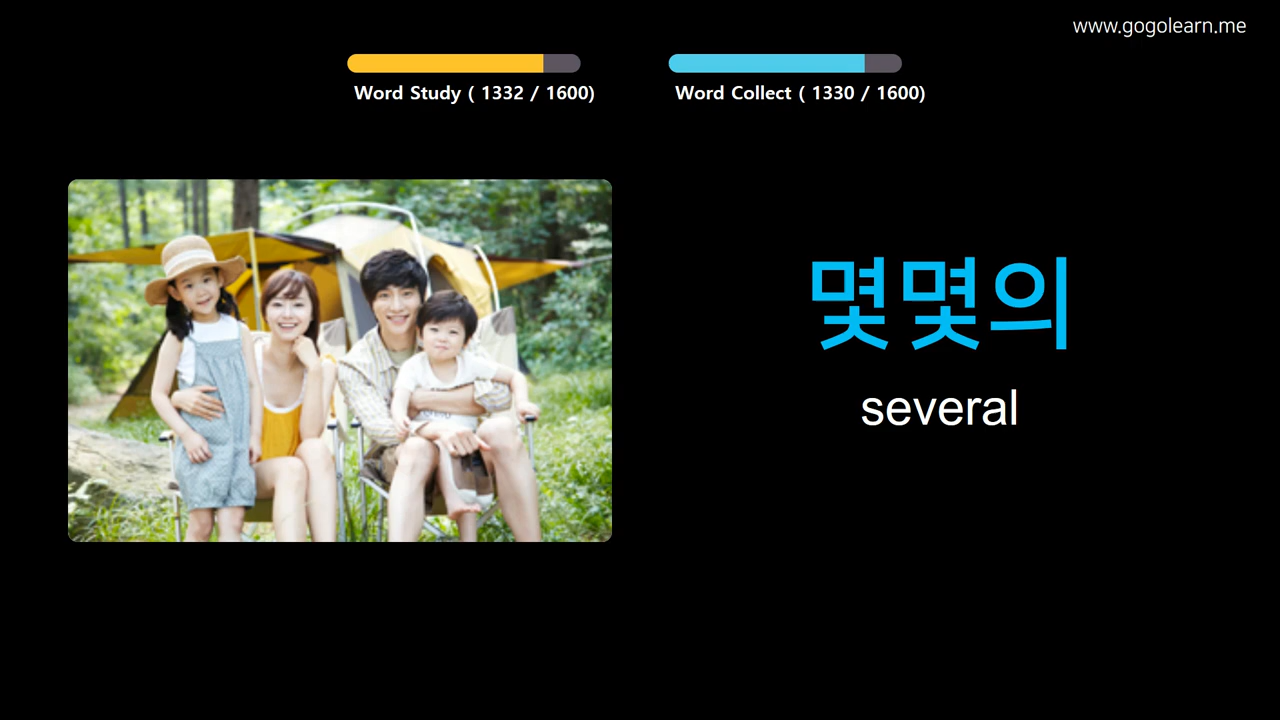 www.gogolearn.me
Word Study ( 1332 / 1600)
Word Collect ( 1330 / 1600)
몇몇의
several